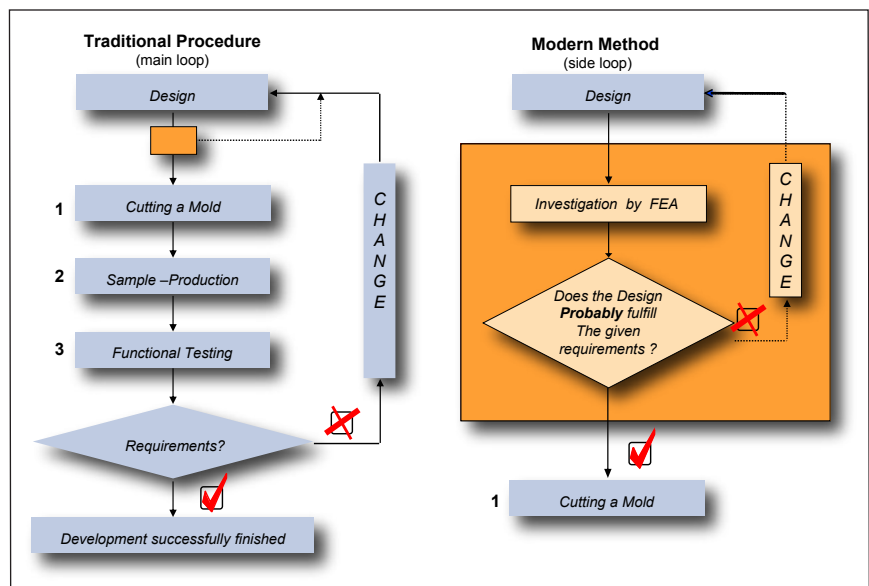 Traditional Procedure
(main loop)
Design
1
Cutting a Mold
2
Sample –Production
3
Functional Testing
Requirements?
Development successfully finished
C
H
A
N
G
E
Modern Method
(side loop)
Design
Investigation by FEA
Does the Design
Probably fulfill
The given
requirements ?
C
H
A
N
G
E
1
Cutting a Mold